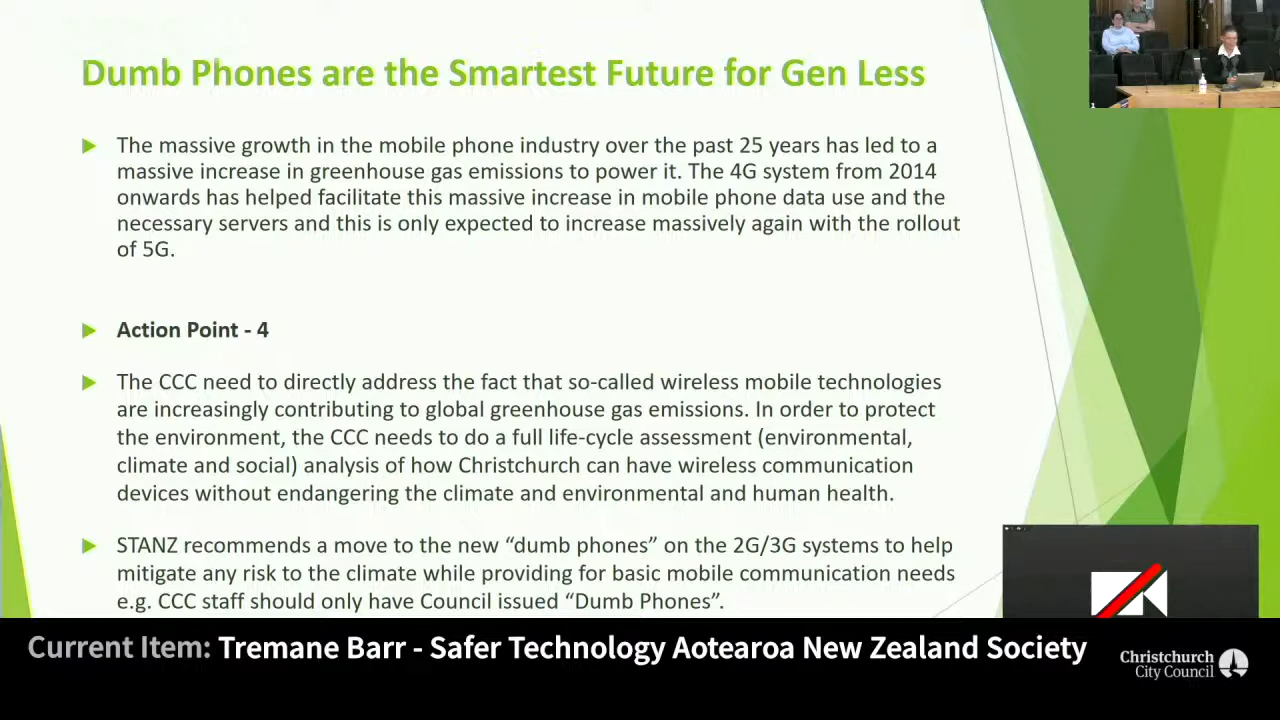 Dumb Phones are the Smartest Future for Gen Less
The massive growth in the mobile phone industry over the past 25 years has led to a
massive increase in greenhouse gas emissions to power it. The 4G system from 2014
onwards has helped facilitate this massive increase in mobile phone data use and the
necessary servers and this is only expected to increase massively again with the rollout
of 5G.
Action Point - 4
The CCC need to directly address the fact that so-called wireless mobile technologies
are increasingly contributing to global greenhouse gas emissions. In order to protect
the environment, the CCC needs to do a full life-cycle assessment (environmental,
climate and social) analysis of how Christchurch can have wireless communication
devices without endangering the climate and environmental and human health.
STANZ recommends a move to the new “dumb phones” on the 2G/3G systems to help
mitigate any risk to the climate while providing for basic mobile communication needs
e.g. CCC staff should only have Council issued “Dumb Phones”.
Current Item: Tremane Barr - Safer Technology Aotearoa New Zealand Society
Christchurch
City Council